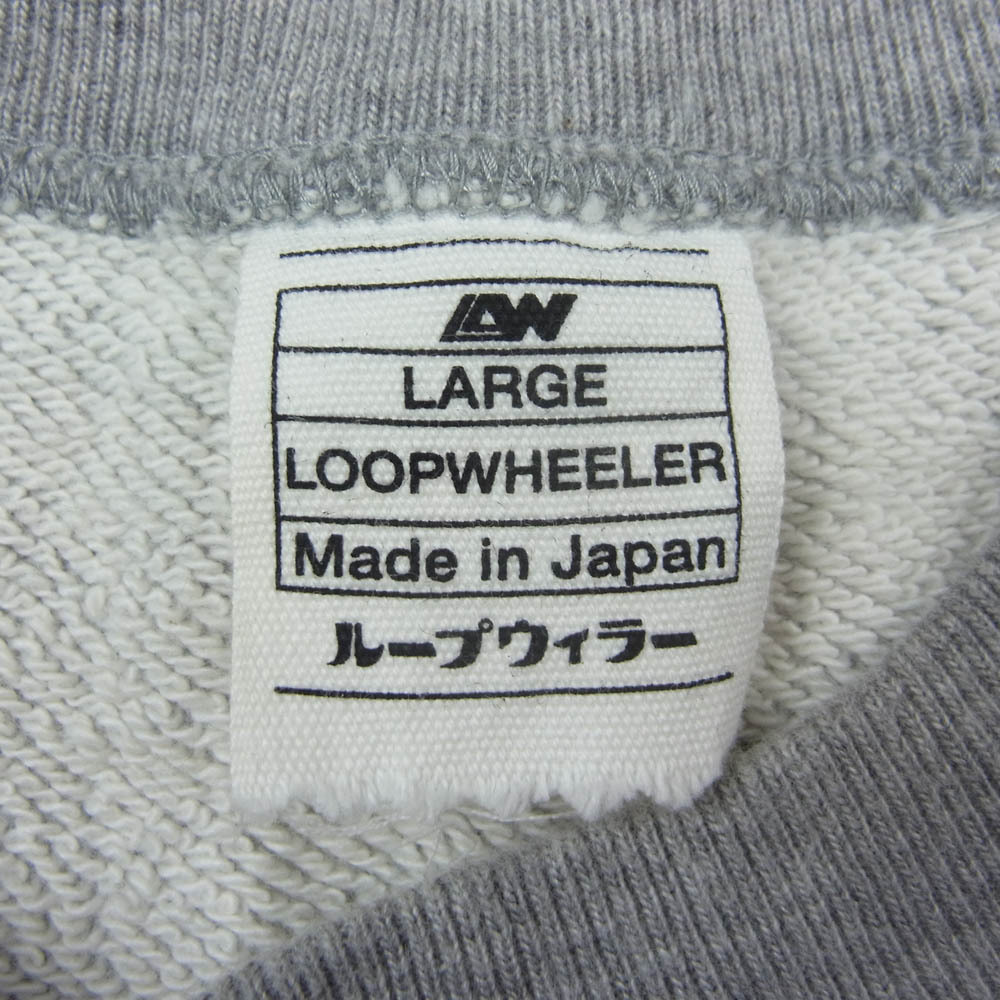 LW
LARGE
LOOPWHEELER
Made in Japan
ループウィラー